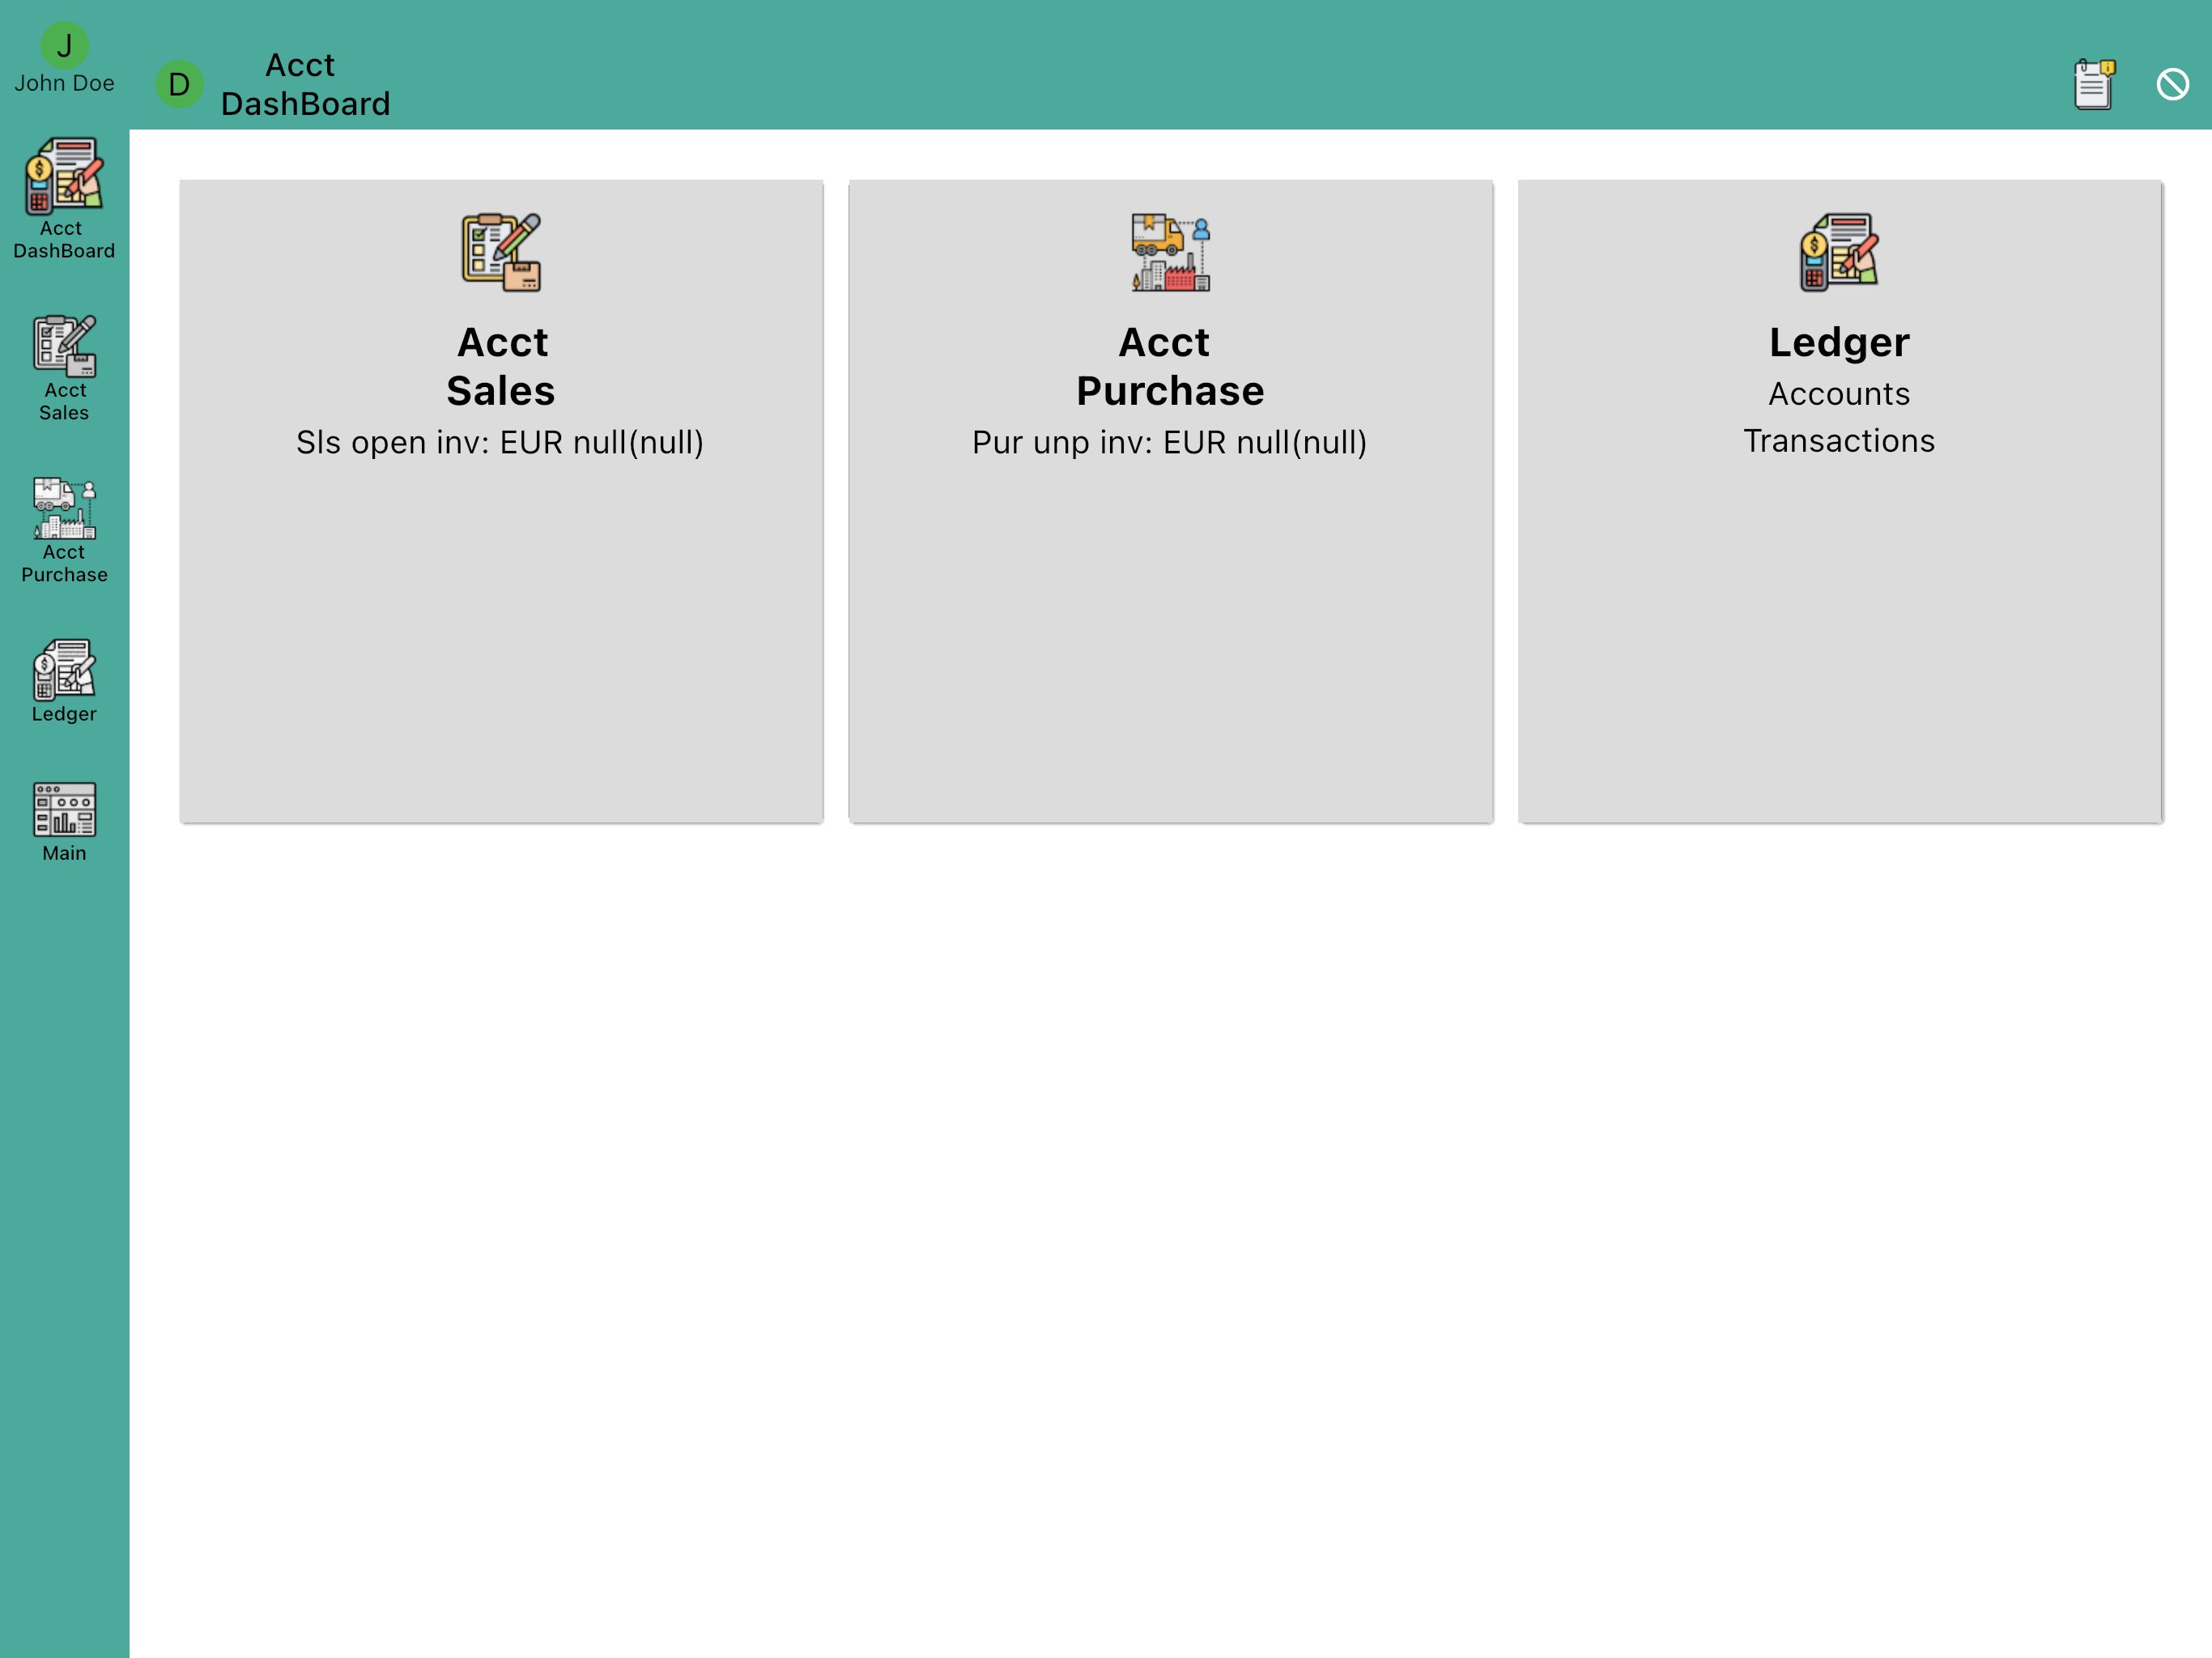 J
John Doe
D
Acct
DashBoard
Acct
DashBoard
Acct
Sales
Acct
Purchase
Ledger
Main
Acct
Sales
Sls open inv: EUR null(null)
Acct
Purchase
Pur unp inv: EUR null(null)
Ledger
Accounts
Transactions